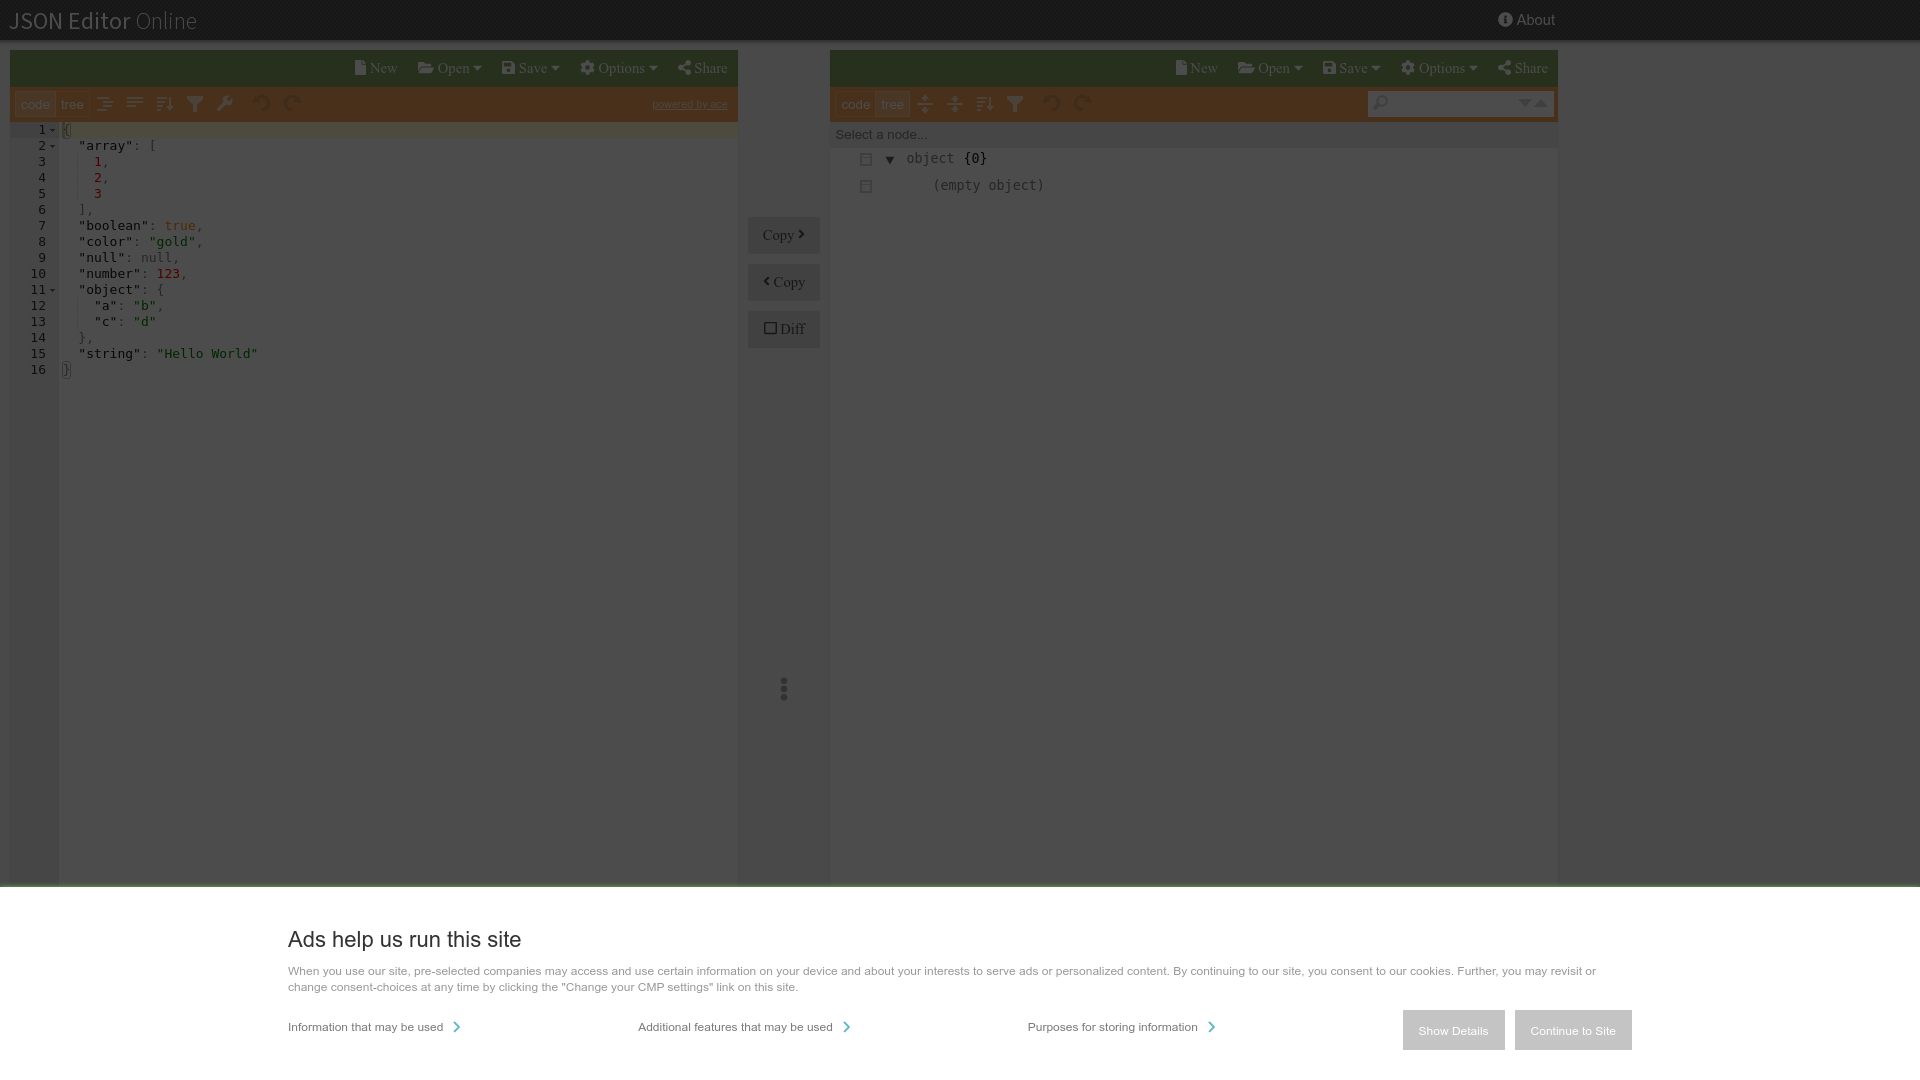 JSON Editor Online
About
New Open Save Options Share
New Open Save Options Share
code tree powered by ace
code tree
1 {
2 "array": [
3 1,
4 2,
5 3
6 ],
7 "boolean": true,
8 "color": "gold",
9 "null": null,
10 "number": 123,
11 "object": {
12 "a": "b",
13 "c": "d"
14 },
15 "string": "Hello World"
16 }
Copy
Copy
Diff
Select a node...
object {0}
(empty object)
Ads help us run this site
When you use our site, pre-selected companies may access and use certain information on your device and about your interests to serve ads or personalized content. By continuing to our site, you consent to our cookies. Further, you may revisit or
change consent-choices at any time by clicking the "Change your CMP settings" link on this site.
Information that may be used
Additional features that may be used
Purposes for storing information
Show Details
Continue to Site